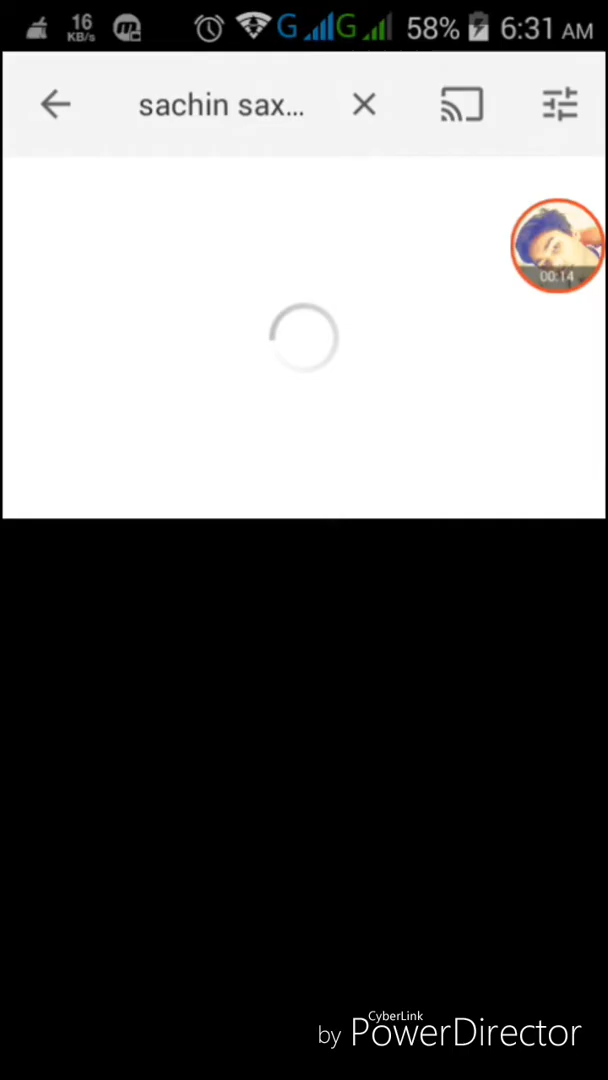 16 KB/s G G 58% 6:31 AM
sachin sax...
00:14
CyberLink
by PowerDirector